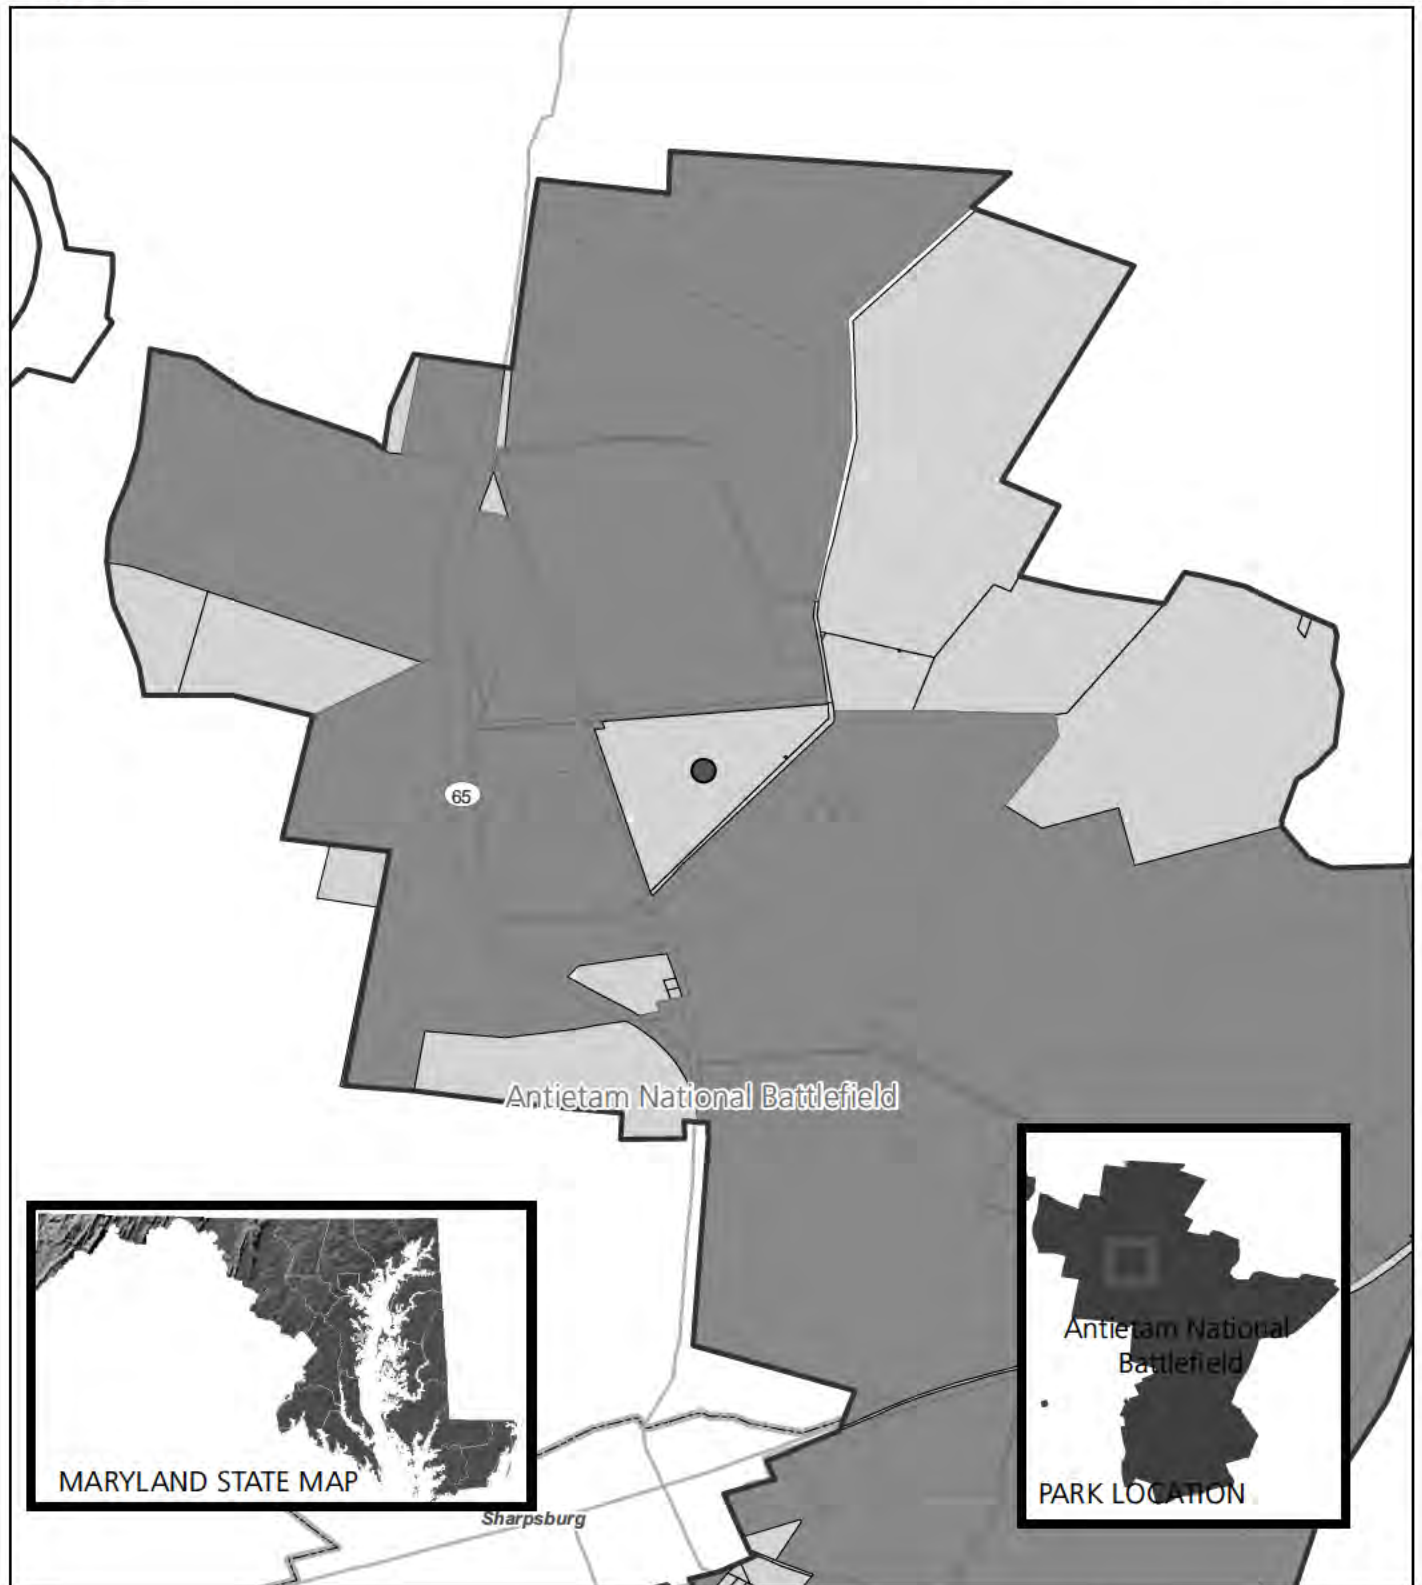 65
Antietam National Battlefield
Antietam National
Battlefield
PARK LOCATION
MARYLAND STATE MAP
Sharpsburg